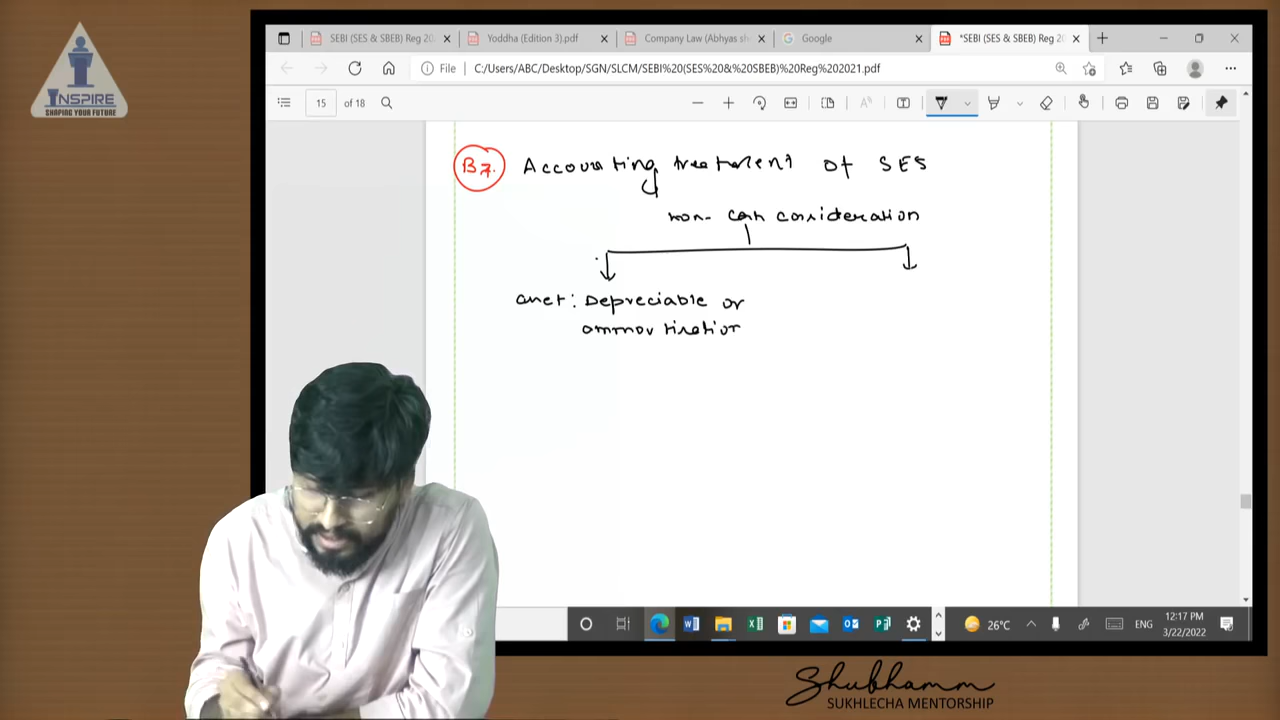 INSPIRE
SHAPING YOUR FUTURE
SEBI (SES & SBEB) Reg 20
Yoddha (Edition 3).pdf
Company Law (Abhyas sh
Google
*SEBI (SES & SBEB) Reg 20
File
C:/Users/ABC/Desktop/SGN/SLCM/SEBI%20(SES%20&%20SBEB)%20Reg%202021.pdf
15 of 18
B7. Accounting treatment of SES
non-cash consideration
asset: Depreciable or
ammortization
26°C
ENG
12:17 PM
3/22/2022
Shubhamm
SUKHLECHA MENTORSHIP